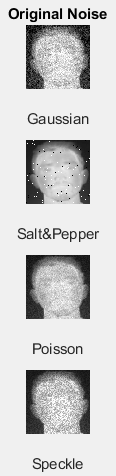 Original Noise
Gaussian
Salt&Pepper
Poisson
Speckle